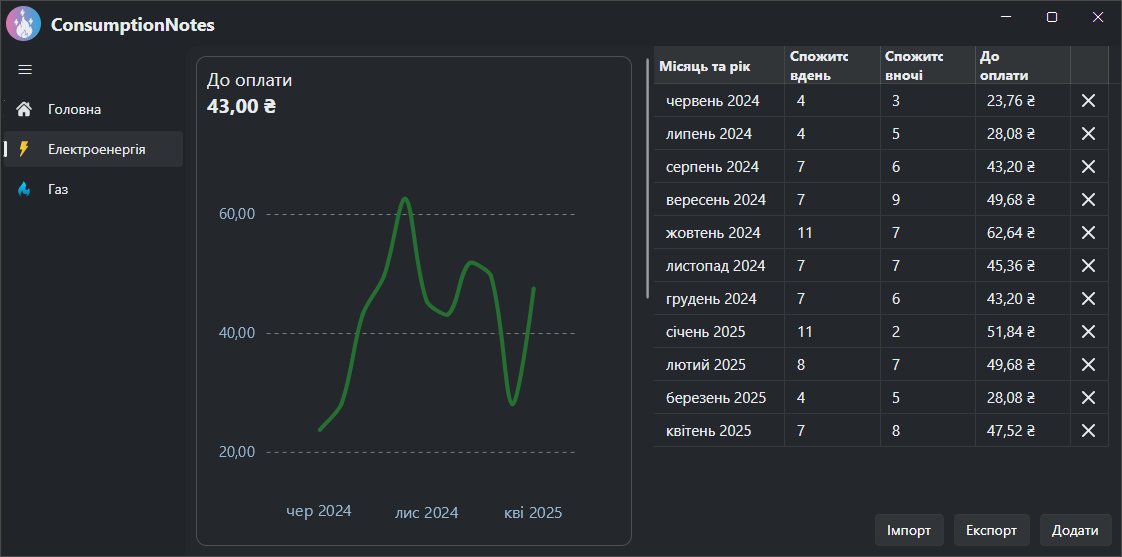 ConsumptionNotes
Головна
Електроенергія
Газ
До оплати
43,00 ₴
60,00
40,00
20,00
чер 2024 лис 2024 кві 2025
Місяць та рік Спожитс вдень Спожитс вночі До оплати
червень 2024 4 3 23,76 ₴
липень 2024 4 5 28,08 ₴
серпень 2024 7 6 43,20 ₴
вересень 2024 7 9 49,68 ₴
жовтень 2024 11 7 62,64 ₴
листопад 2024 7 7 45,36 ₴
грудень 2024 7 6 43,20 ₴
січень 2025 11 2 51,84 ₴
лютий 2025 8 7 49,68 ₴
березень 2025 4 5 28,08 ₴
квітень 2025 7 8 47,52 ₴
Імпорт Експорт Додати